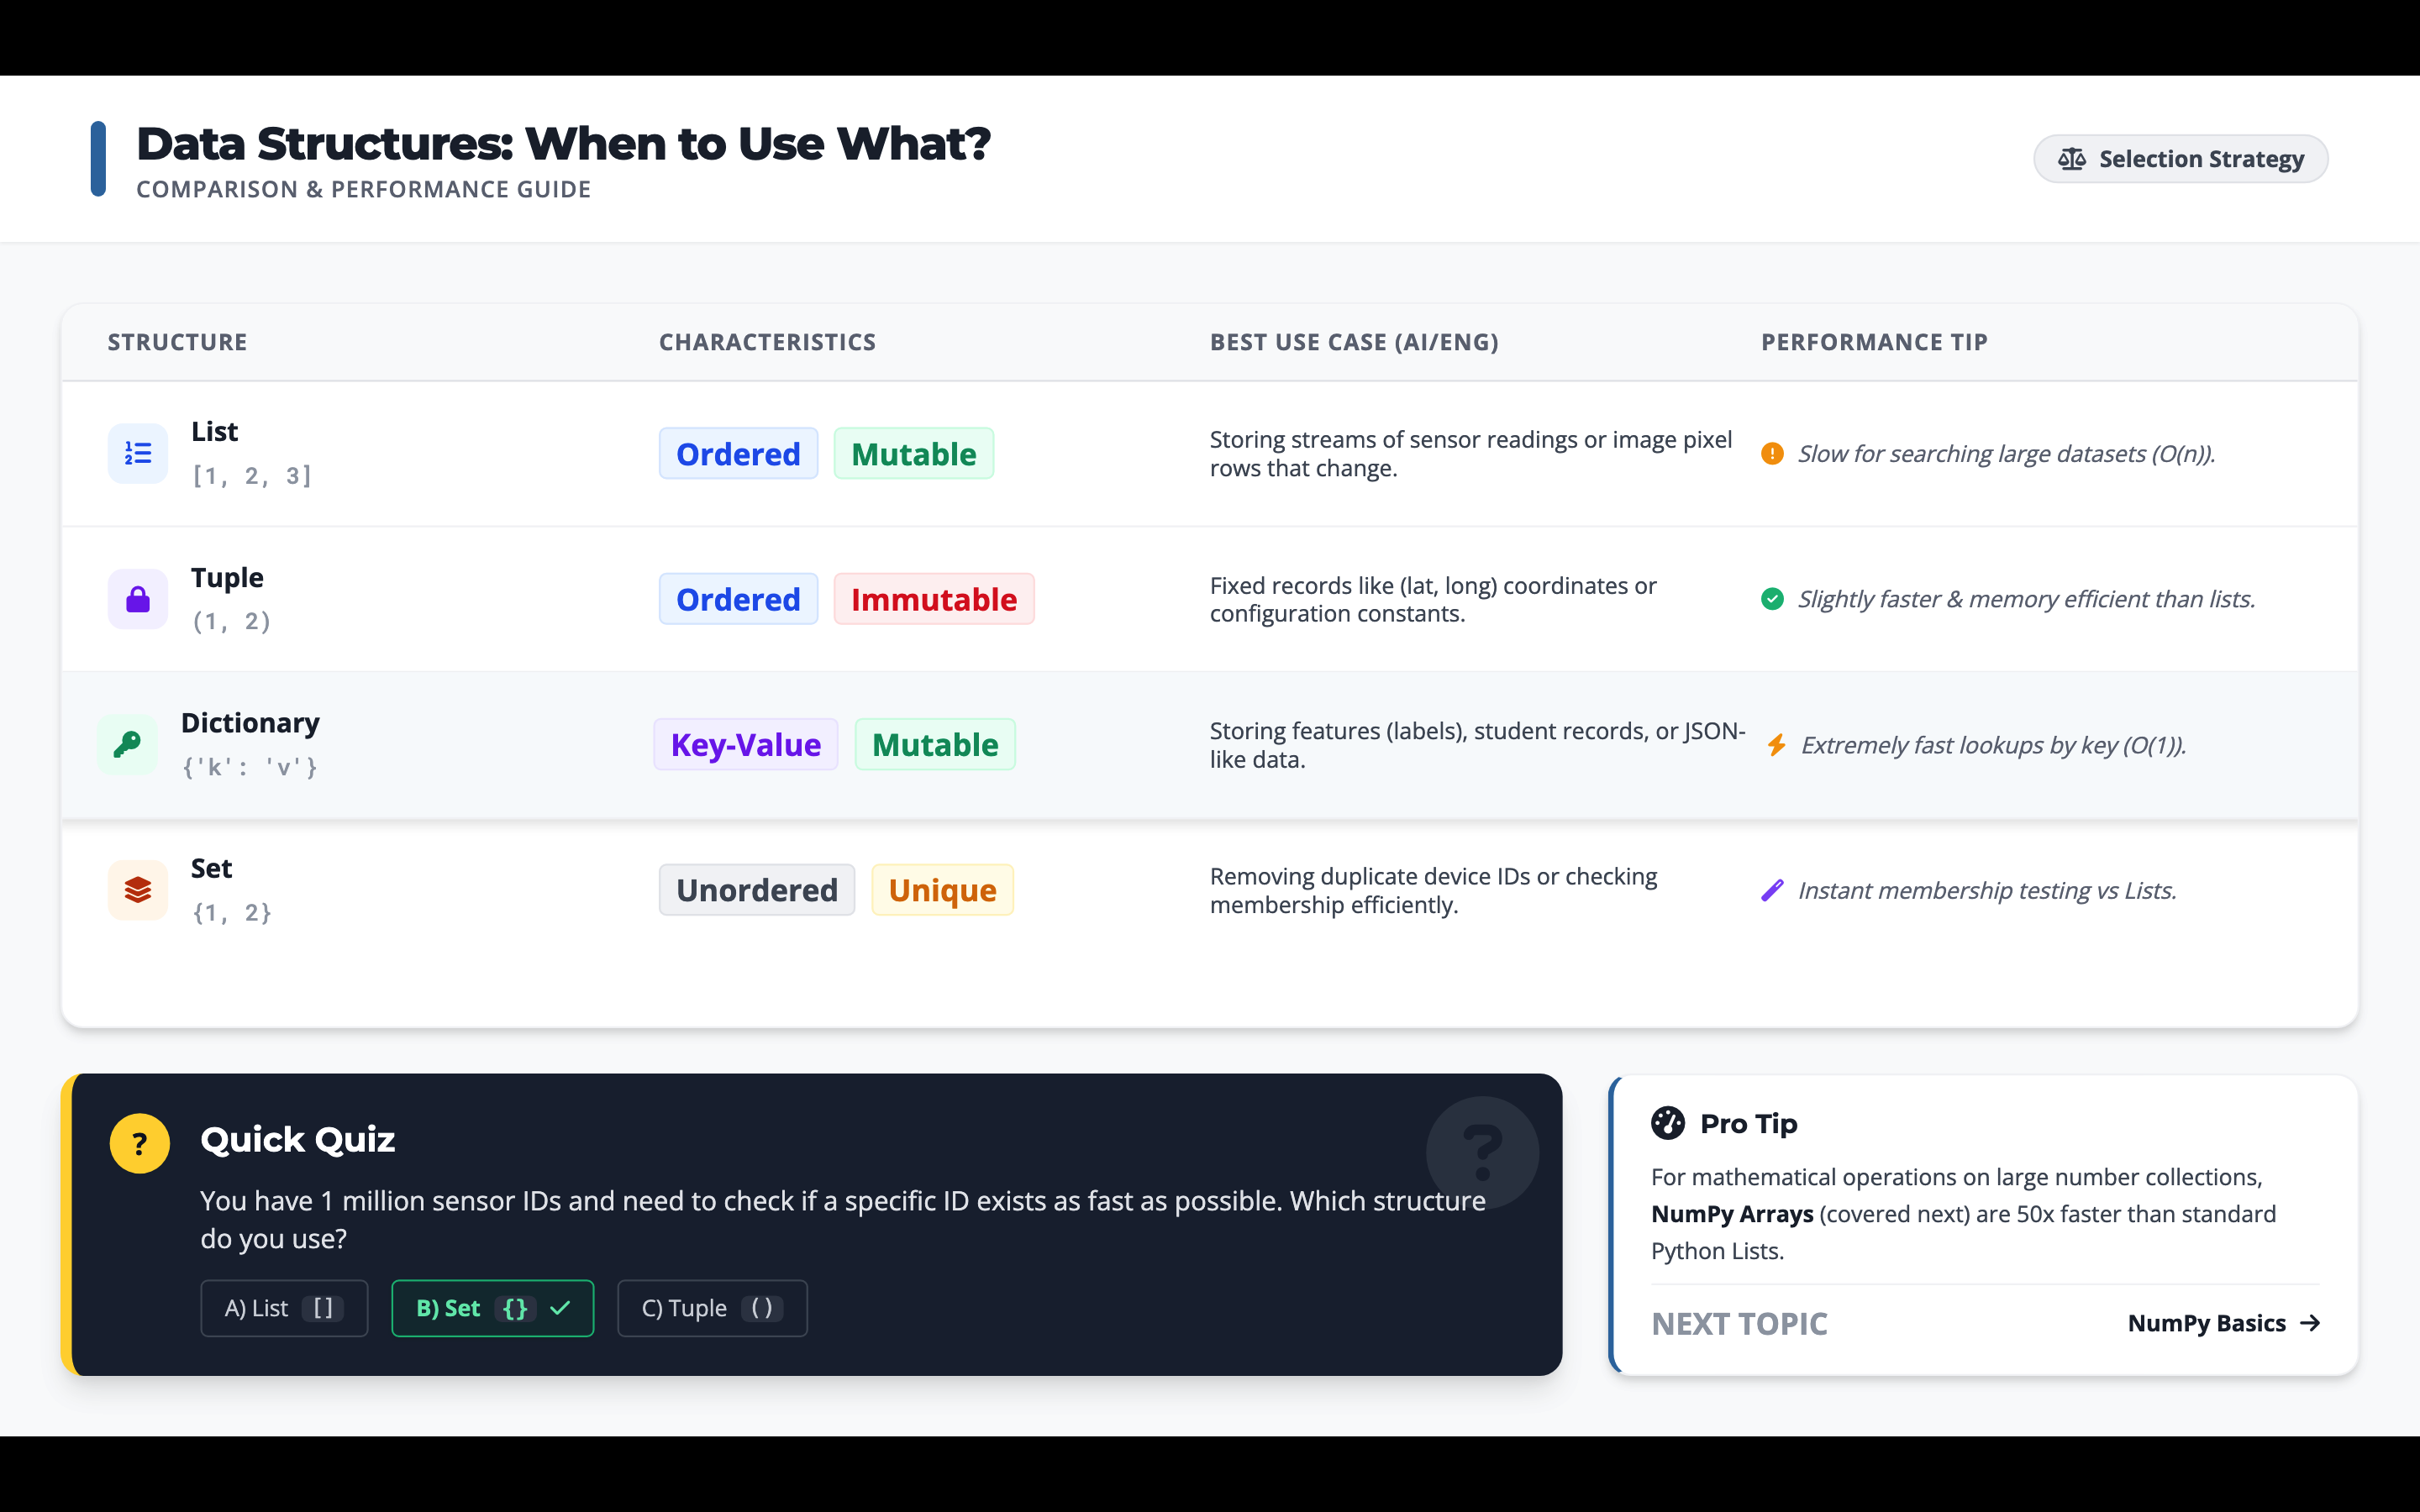 Data Structures: When to Use What?
COMPARISON & PERFORMANCE GUIDE
Selection Strategy
STRUCTURE
CHARACTERISTICS
BEST USE CASE (AI/ENG)
PERFORMANCE TIP
List
[1, 2, 3]
Ordered
Mutable
Storing streams of sensor readings or image pixel
rows that change.
Slow for searching large datasets (O(n)).
Tuple
(1, 2)
Ordered
Immutable
Fixed records like (lat, long) coordinates or
configuration constants.
Slightly faster & memory efficient than lists.
Dictionary
{'k': 'v'}
Key-Value
Mutable
Storing features (labels), student records, or JSON-
like data.
Extremely fast lookups by key (O(1)).
Set
{1, 2}
Unordered
Unique
Removing duplicate device IDs or checking
membership efficiently.
Instant membership testing vs Lists.
?
Quick Quiz
?
You have 1 million sensor IDs and need to check if a specific ID exists as fast as possible. Which structure
do you use?
A) List []
B) Set {}
C) Tuple ()
Pro Tip
For mathematical operations on large number collections,
NumPy Arrays (covered next) are 50x faster than standard
Python Lists.
NEXT TOPIC
NumPy Basics